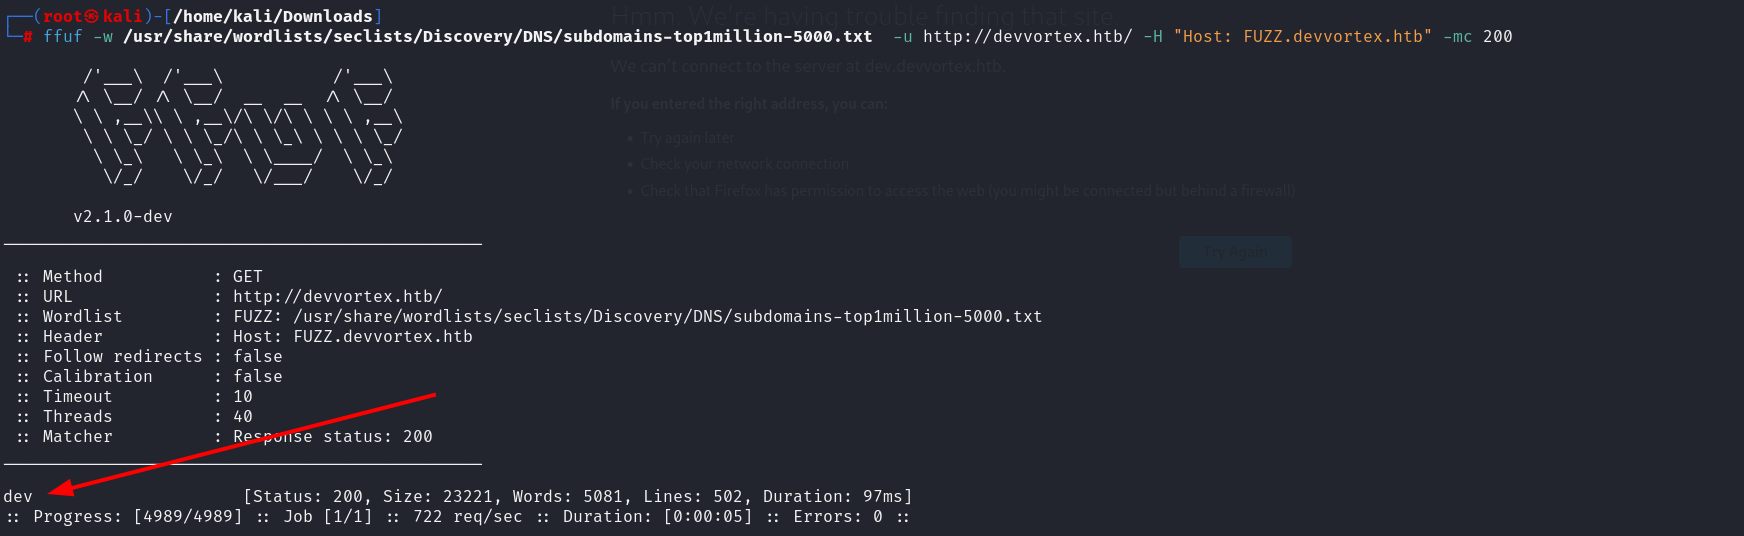 ┌──(root㉿kali)-[/home/kali/Downloads]
└─# ffuf -w /usr/share/wordlists/seclists/Discovery/DNS/subdomains-top1million-5000.txt  -u http://devvortex.htb/ -H "Host: FUZZ.devvortex.htb" -mc 200
Hmm. We're having trouble finding that site.
We can't connect to the server at dev.devvortex.htb.
If you entered the right address, you can:
• Try again later
• Check your network connection
• Check that Firefox has permission to access the web (you might be connected but behind a firewall)
Try Again
v2.1.0-dev
:: Method           : GET
:: URL              : http://devvortex.htb/
:: Wordlist         : FUZZ: /usr/share/wordlists/seclists/Discovery/DNS/subdomains-top1million-5000.txt
:: Header           : Host: FUZZ.devvortex.htb
:: Follow redirects : false
:: Calibration      : false
:: Timeout          : 10
:: Threads          : 40
:: Matcher          : Response status: 200
dev                     [Status: 200, Size: 23221, Words: 5081, Lines: 502, Duration: 97ms]
:: Progress: [4989/4989] :: Job [1/1] :: 722 req/sec :: Duration: [0:00:05] :: Errors: 0 ::